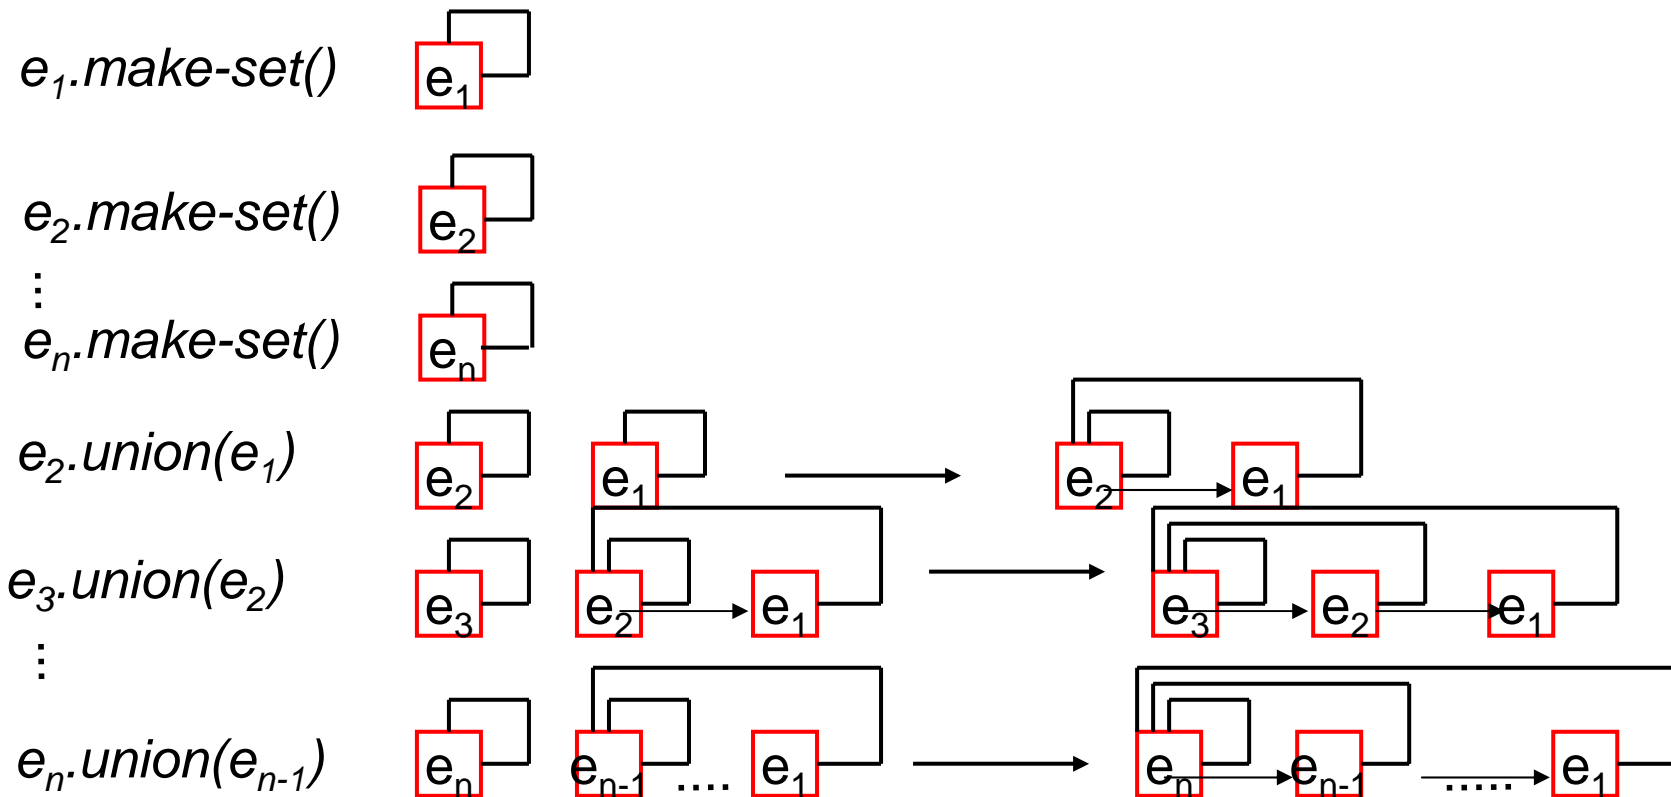 e₁.make-set() e₁
e₂.make-set() e₂
⋮
eₙ.make-set() eₙ
e₂.union(e₁) e₂ e₁ e₂ e₁
e₃.union(e₂) e₃ e₂ e₁ e₃ e₂ e₁
⋮
eₙ.union(eₙ₋₁) eₙ eₙ₋₁ .... e₁ eₙ eₙ₋₁ ..... e₁